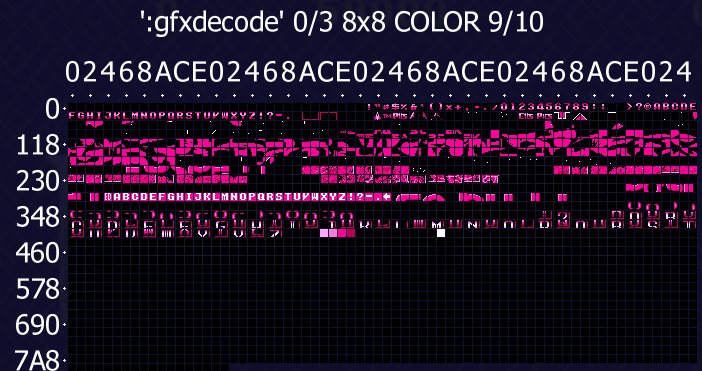 ':gfxdecode' 0/3 8x8 COLOR 9/10
02468ACE02468ACE02468ACE02468ACE024
0
!"#$%&'()*+,-./0123456789!: >?©ABCDE
FGHIJKLMNOPQRSTUVWXYZ!?-.
118
230
©ABCDEFGHIJKLMNOPQRSTUVWXYZ!?-.+
348
460
578
690
7A8